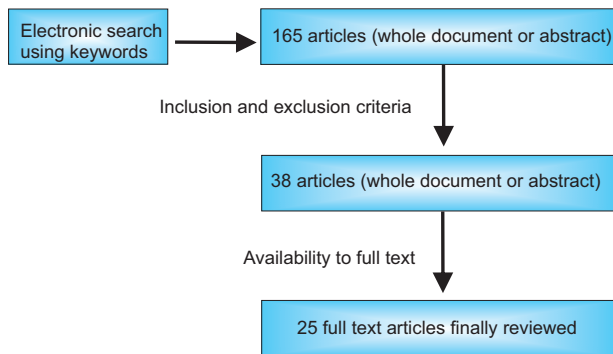 Electronic search
using keywords
165 articles (whole document or abstract)
Inclusion and exclusion criteria
38 articles (whole document or abstract)
Availability to full text
25 full text articles finally reviewed